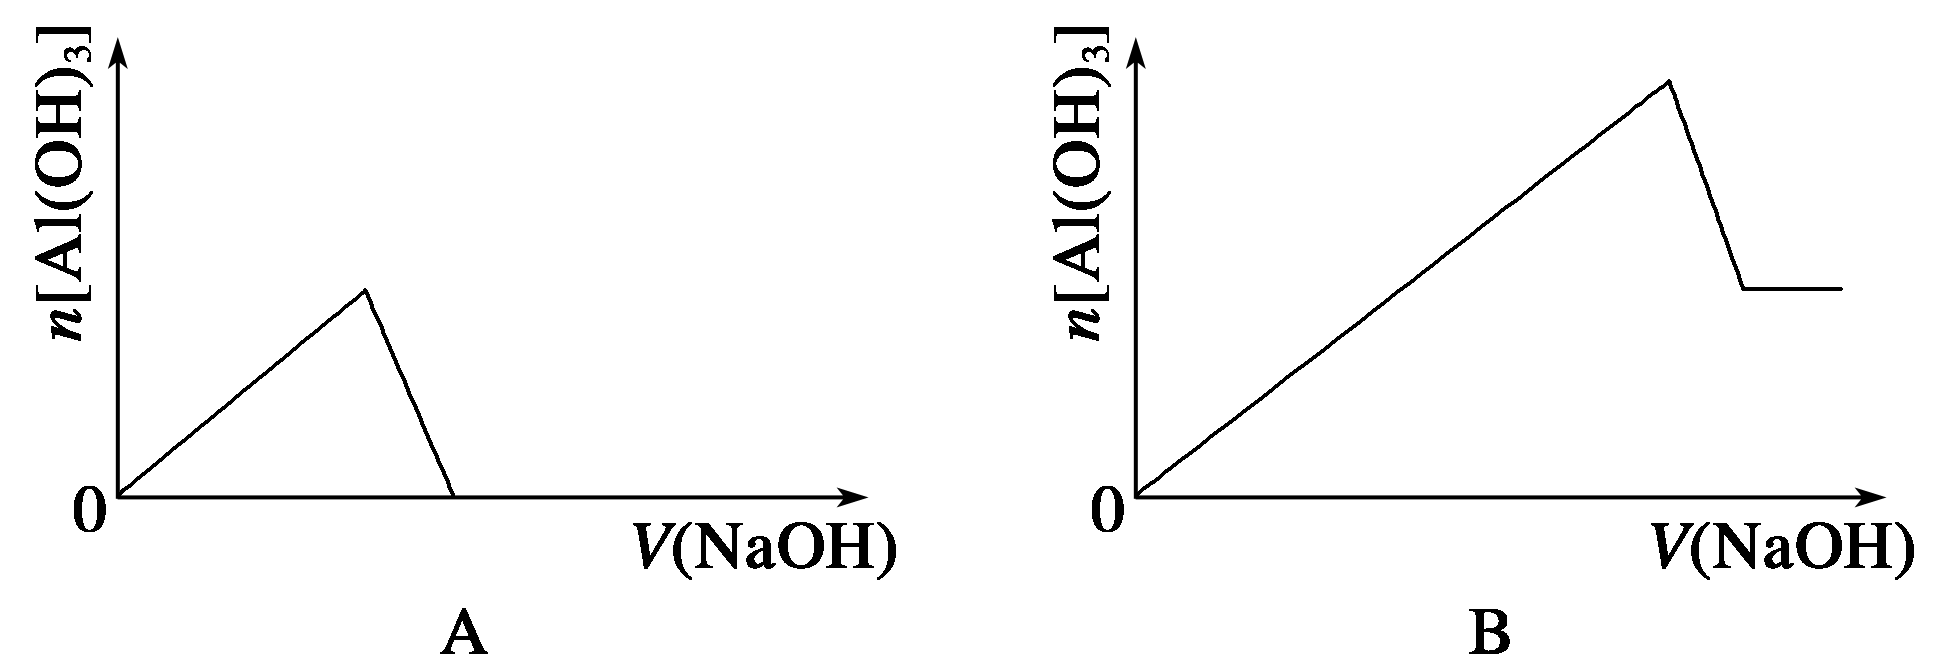 n[Al(OH)₃]
0
V(NaOH)
A
n[Al(OH)₃]
0
V(NaOH)
B